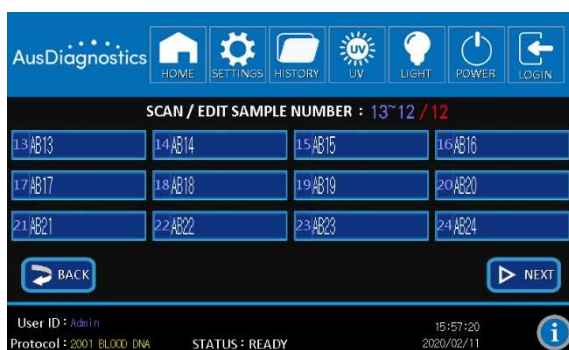 AusDiagnostics
HOME SETTINGS HISTORY UV LIGHT POWER LOGIN
SCAN / EDIT SAMPLE NUMBER : 13~12 / 12
13 AB13 14 AB14 15 AB15 16 AB16
17 AB17 18 AB18 19 AB19 20 AB20
21 AB21 22 AB22 23 AB23 24 AB24
BACK NEXT
User ID : Admin 15:57:20
Protocol : 2001 BLOOD DNA STATUS : READY 2020/02/11